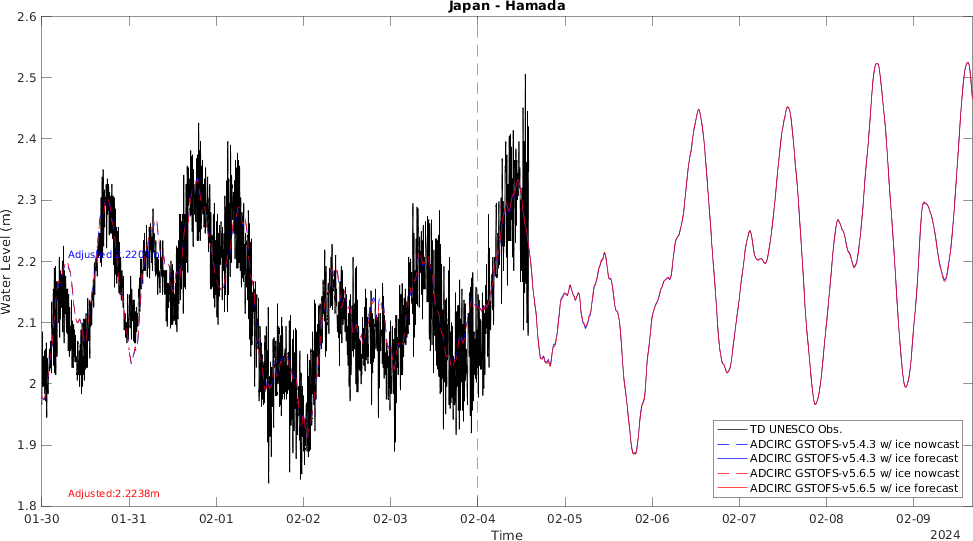 Japan - Hamada
2.6
2.5
2.4
2.3
2.2
2.1
2
1.9
1.8
Water Level (m)
Adjusted:2.220
Adjusted:2.2238m
TD UNESCO Obs.
ADCIRC GSTOFS-v5.4.3 w/ ice nowcast
ADCIRC GSTOFS-v5.4.3 w/ ice forecast
ADCIRC GSTOFS-v5.6.5 w/ ice nowcast
ADCIRC GSTOFS-v5.6.5 w/ ice forecast
01-30 01-31 02-01 02-02 02-03 02-04 02-05 02-06 02-07 02-08 02-09
Time
2024